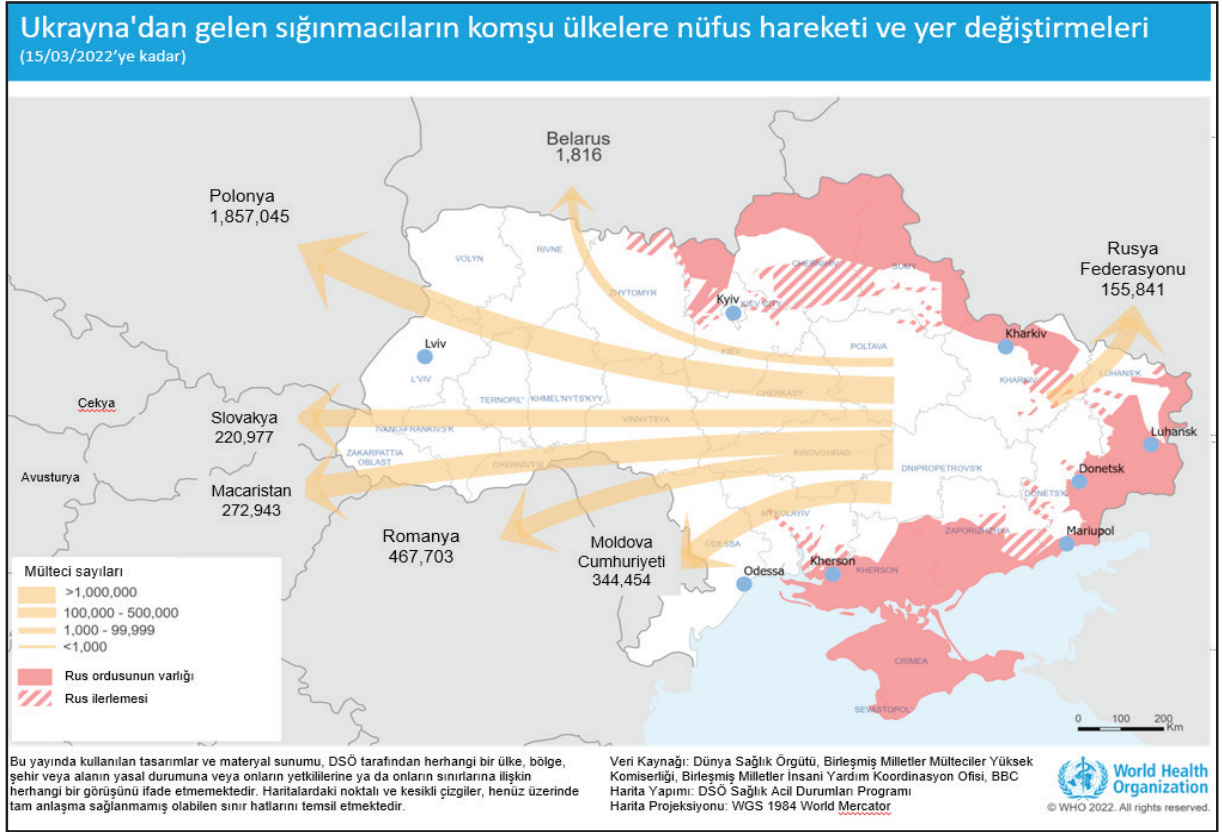 Ukrayna'dan gelen sığınmacıların komşu ülkelere nüfus hareketi ve yer değiştirmeleri
(15/03/2022'ye kadar)
Belarus
1,816
Polonya
1,857,045
Rusya
Federasyonu
155,841
VOLYN
RIVNE
ZHYTOMYR
CHERNIHIV
SUMY
Kyiv
KIEV CITY
Kharkiv
Lviv
L'VIV
KIEV
POLTAVA
KHARKIV
LUHANS'K
TERNOPIL'
KHMEL'NYTS'KYY
CHERKASY
Çekya
Slovakya
220,977
IVANO-FRANKIVS'K
VINNYTSYA
Luhansk
ZAKARPATTIA
OBLAST
CHERNIVTSI
KIROVOHRAD
DNIPROPETROVS'K
Donetsk
DONETS'K
Avusturya
Macaristan
272,943
Romanya
467,703
Moldova
Cumhuriyeti
344,454
MYKOLAYIV
ODESSA
ZAPORIZHZHYA
Mariupol
Kherson
KHERSON
Odessa
CRIMEA
SEVASTOPOL'
Mülteci sayıları
>1,000,000
100,000 - 500,000
1,000 - 99,999
<1,000
Rus ordusunun varlığı
Rus ilerlemesi
0 100 200
Km
Bu yayında kullanılan tasarımlar ve materyal sunumu, DSÖ tarafından herhangi bir ülke, bölge,
şehir veya alanın yasal durumuna veya onların yetkililerine ya da onların sınırlarına ilişkin
herhangi bir görüşünü ifade etmemektedir. Haritalardaki noktalı ve kesikli çizgiler, henüz üzerinde
tam anlaşma sağlanmamış olabilen sınır hatlarını temsil etmektedir.
Veri Kaynağı: Dünya Sağlık Örgütü, Birleşmiş Milletler Mülteciler Yüksek
Komiserliği, Birleşmiş Milletler İnsani Yardım Koordinasyon Ofisi, BBC
Harita Yapımı: DSÖ Sağlık Acil Durumları Programı
Harita Projeksiyonu: WGS 1984 World Mercator
World Health
Organization
© WHO 2022. All rights reserved.